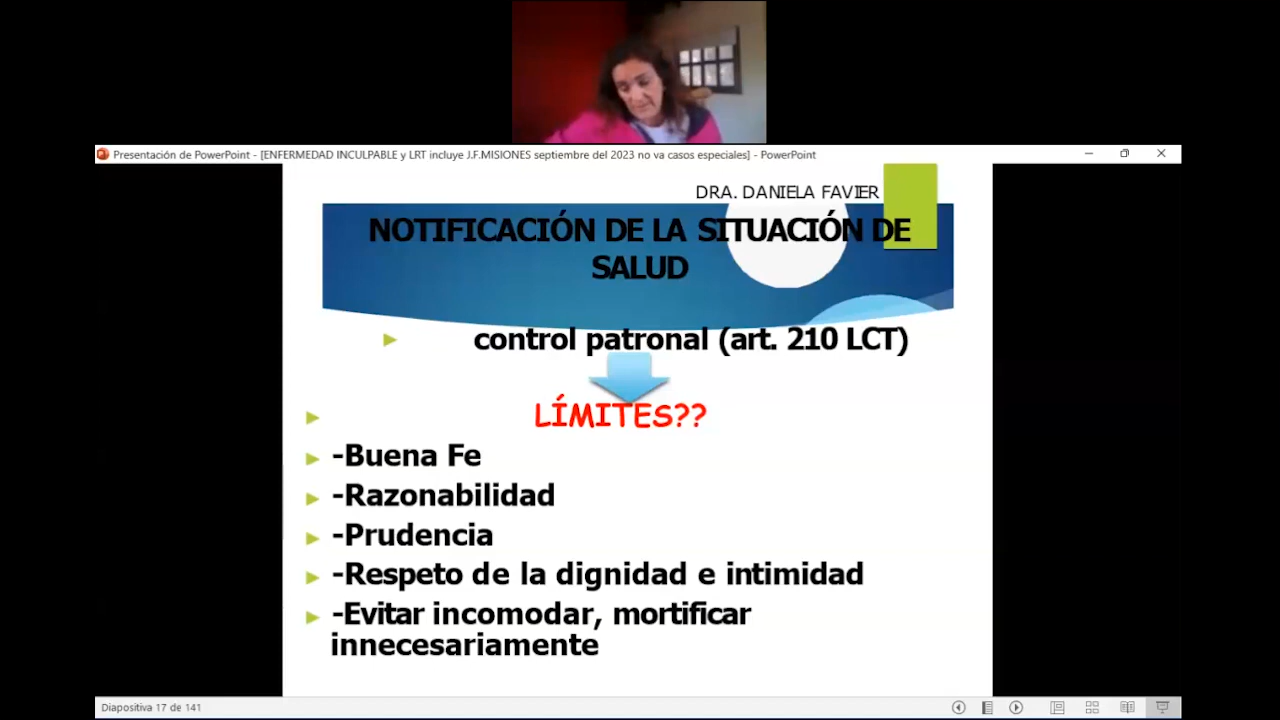 Presentación de PowerPoint - [ENFERMEDAD INCULPABLE y LRT incluye J.F.MISIONES septiembre del 2023 no va casos especiales] - PowerPoint
DRA. DANIELA FAVIER
NOTIFICACIÓN DE LA SITUACIÓN DE
SALUD
control patronal (art. 210 LCT)
LÍMITES??
-Buena Fe
-Razonabilidad
-Prudencia
-Respeto de la dignidad e intimidad
-Evitar incomodar, mortificar
innecesariamente
Diapositiva 17 de 141